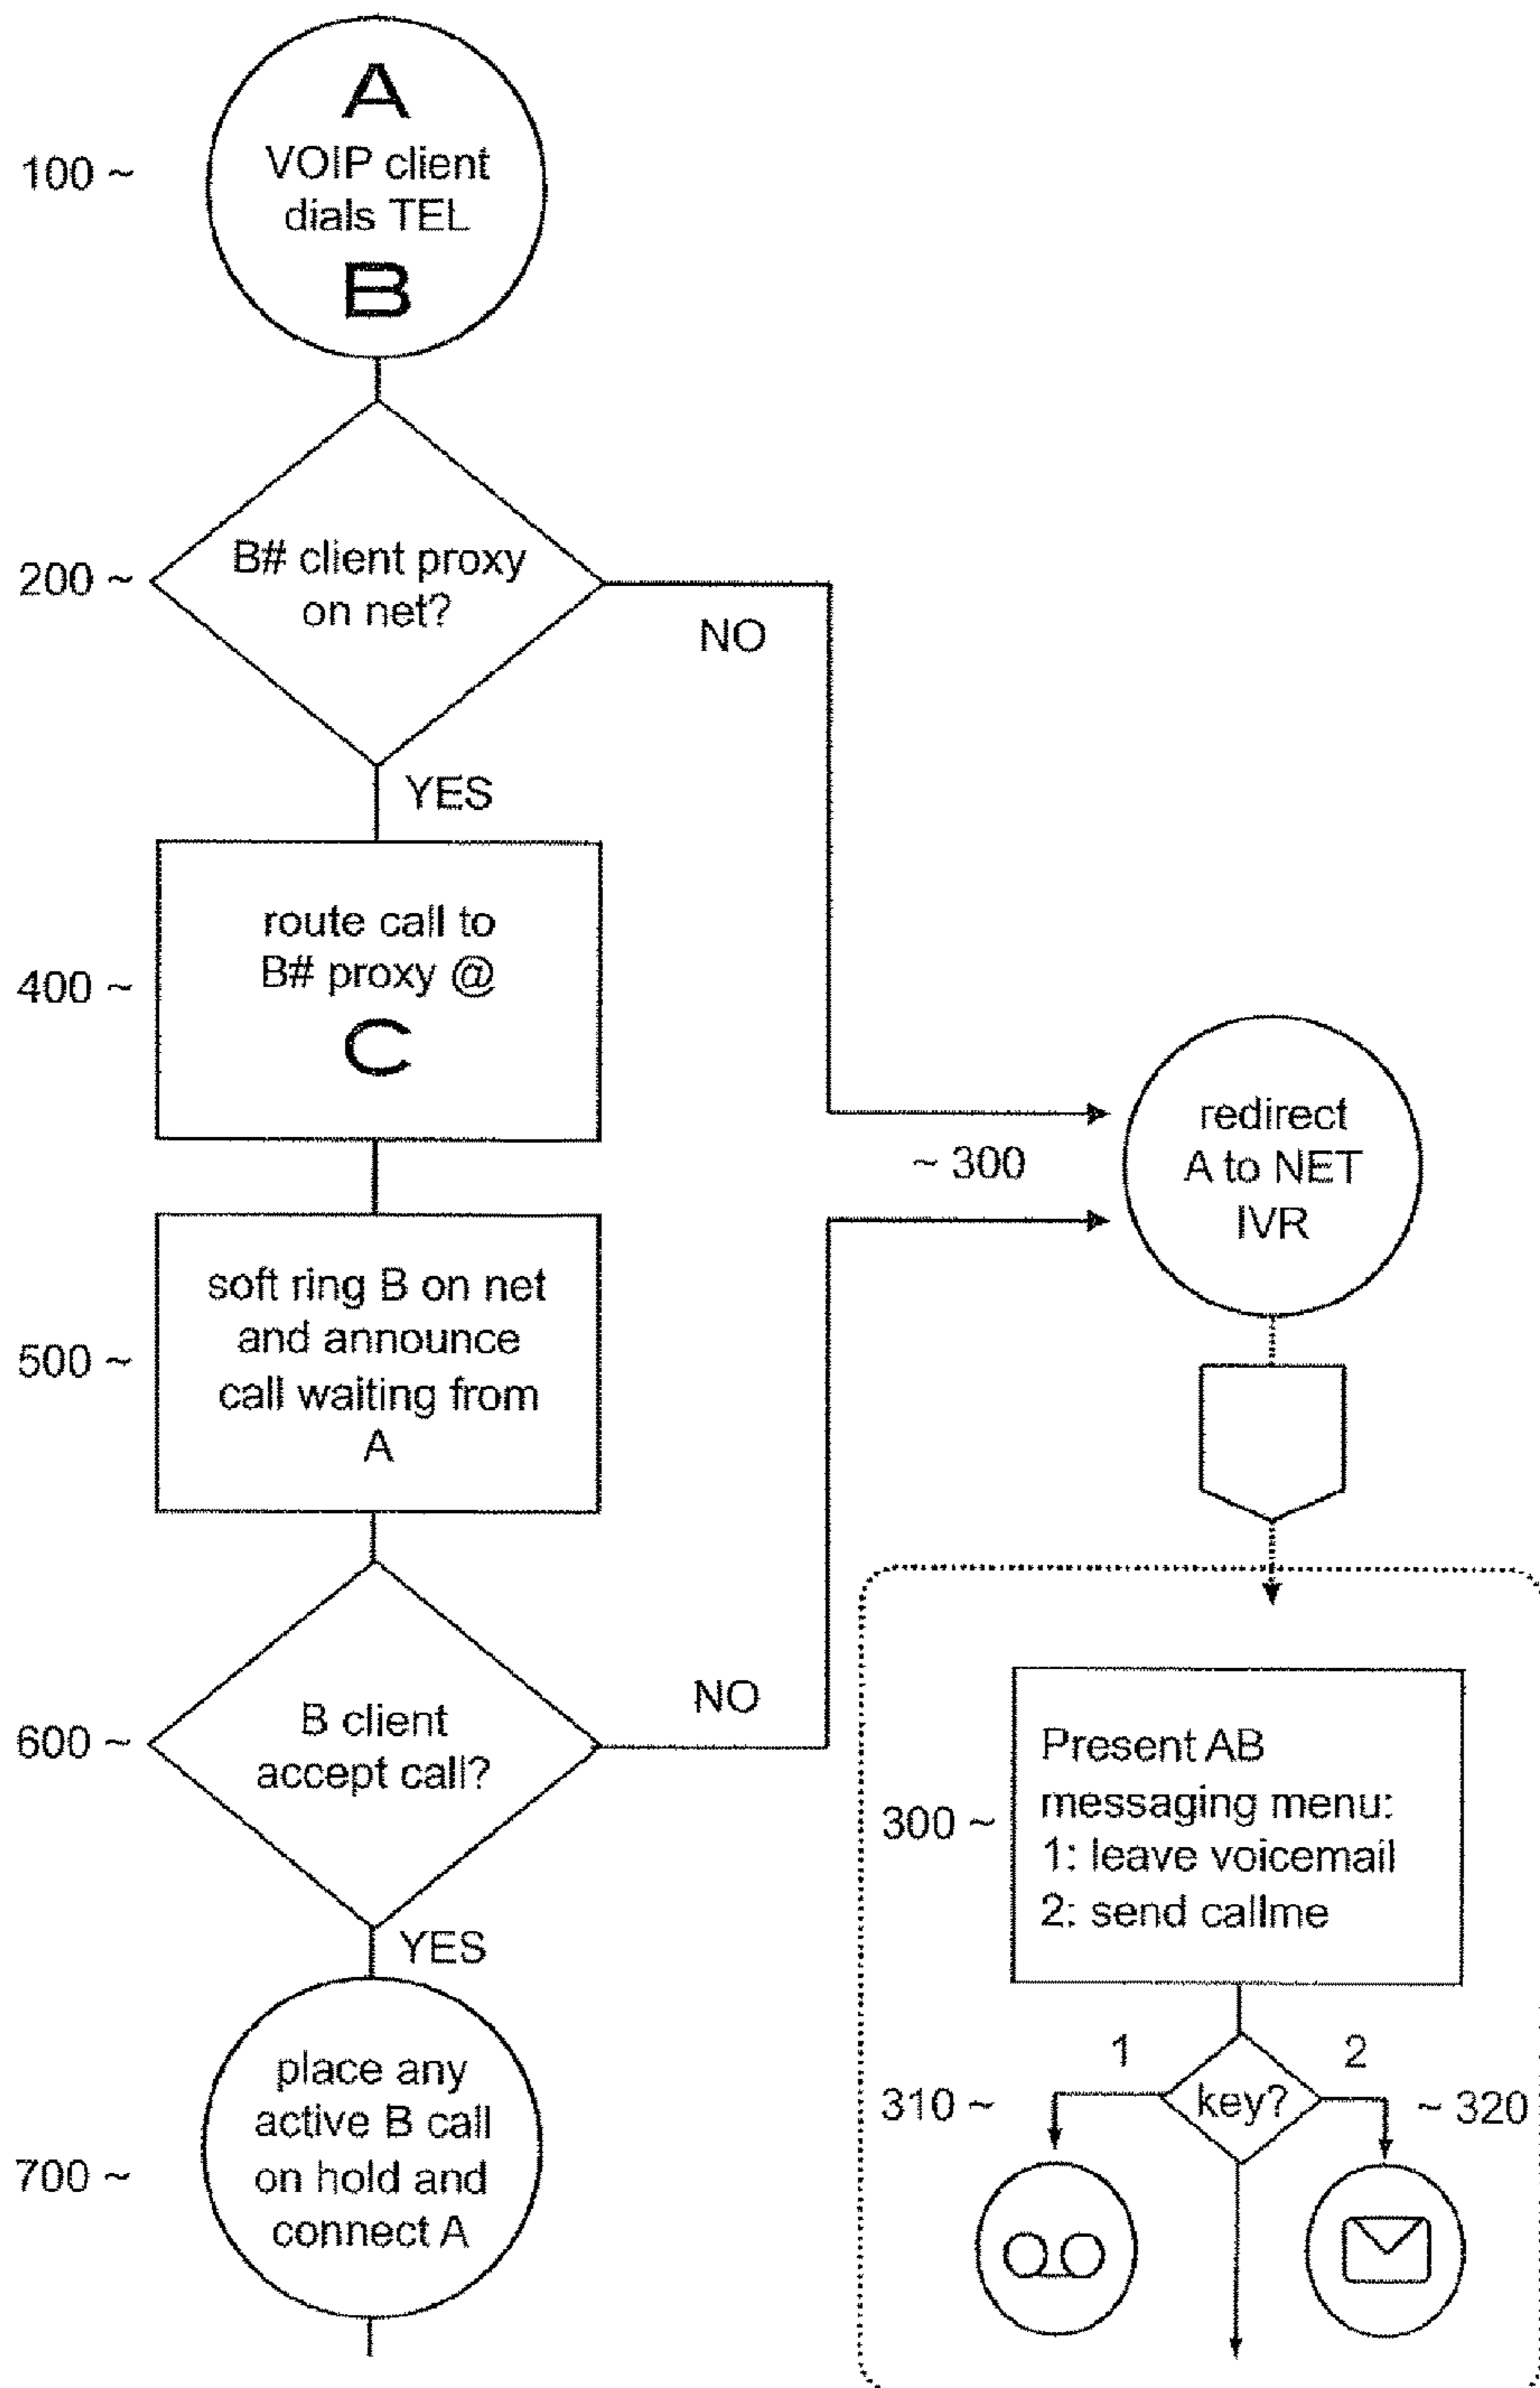 100 ~
A
VOIP client
dials TEL
B
200 ~
B# client proxy
on net?
NO
YES
400 ~
route call to
B# proxy @
C
~ 300
redirect
A to NET
IVR
500 ~
soft ring B on net
and announce
call waiting from
A
600 ~
B client
accept call?
NO
YES
700 ~
place any
active B call
on hold and
connect A
300 ~
Present AB
messaging menu:
1: leave voicemail
2: send callme
1
2
310 ~
key?
~ 320